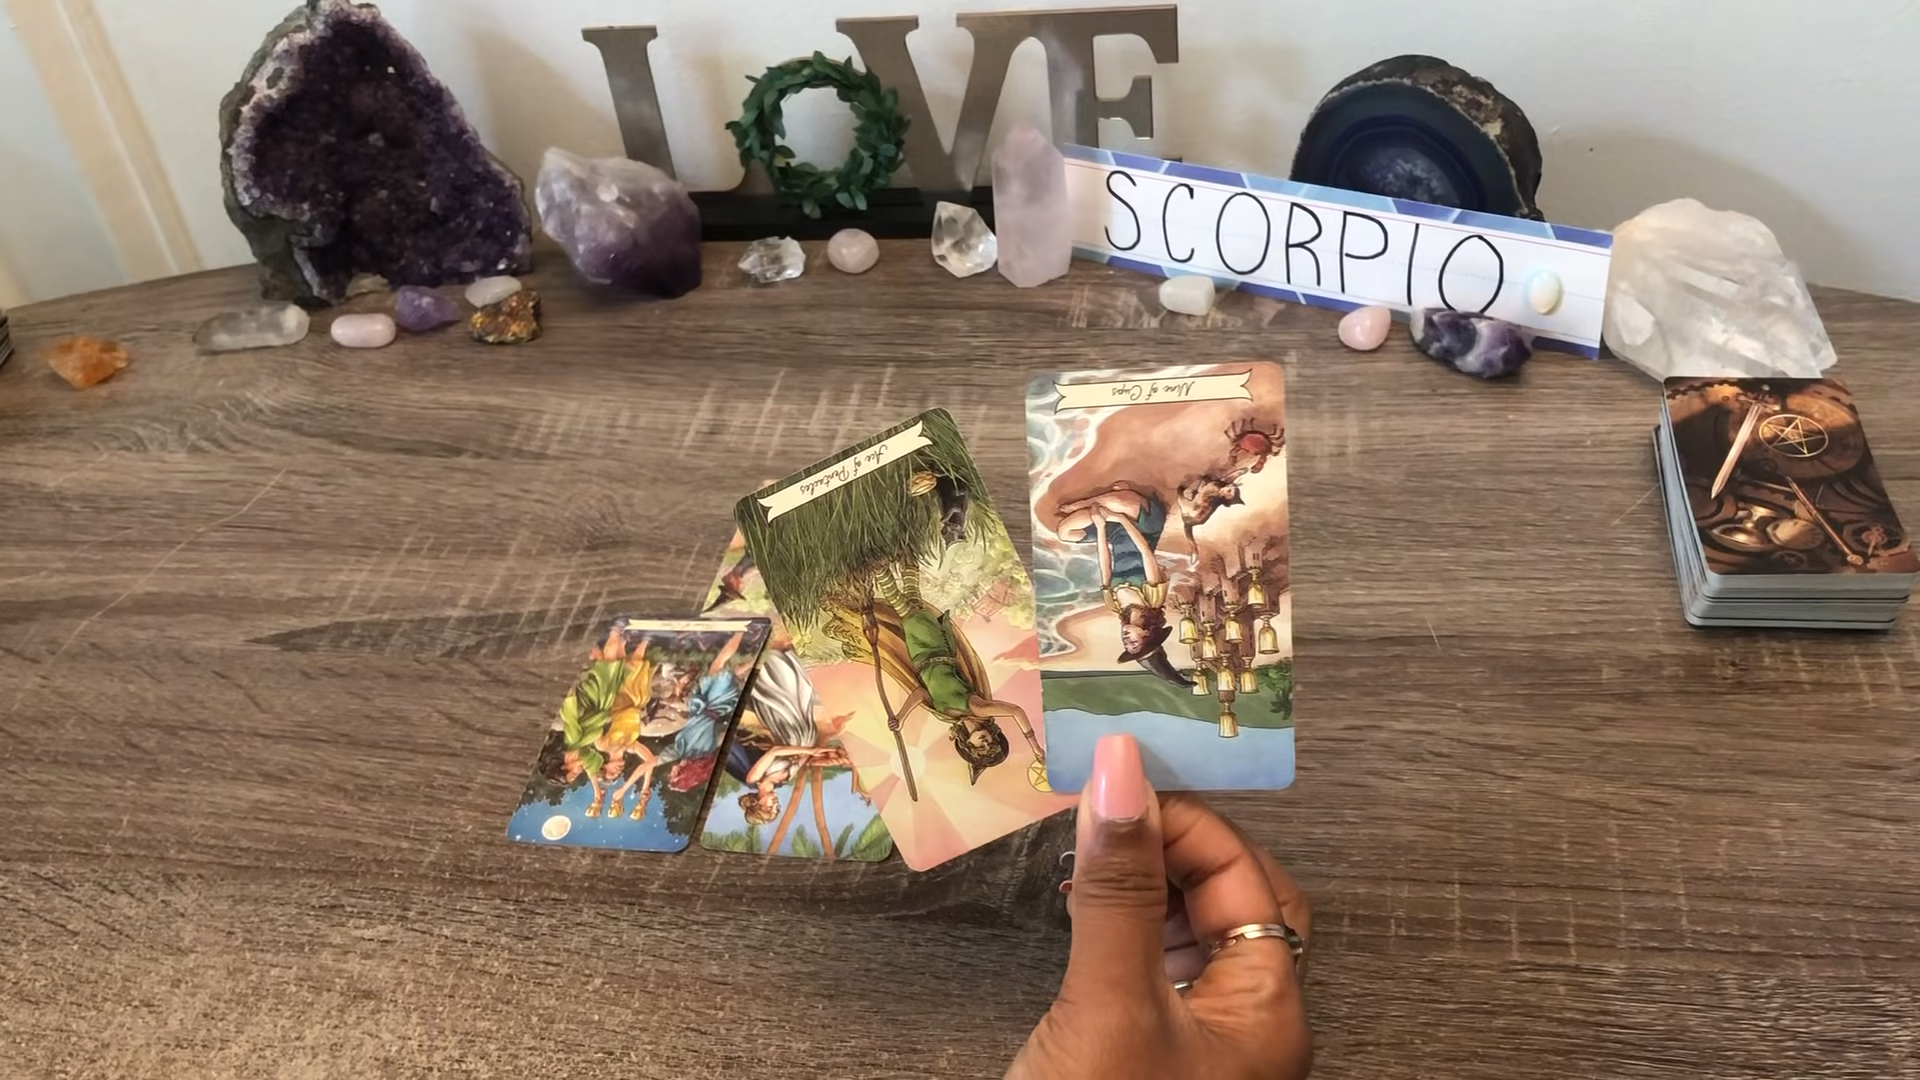 LOVE
SCORPIO
Nine of Cups
Ace of Pentacles